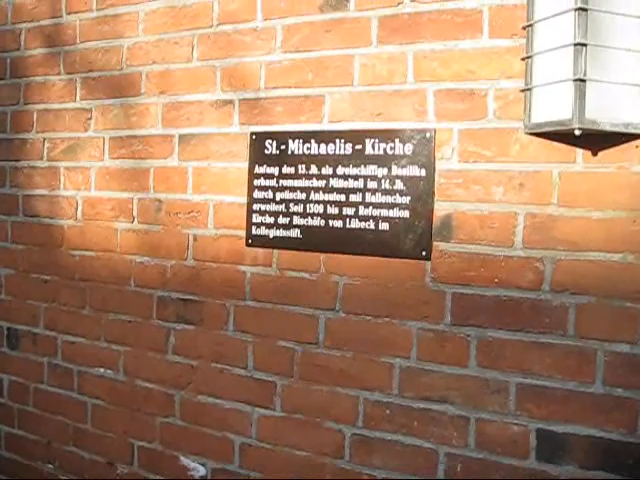 St.-Michaelis-Kirche
Anfang des 13.Jh. als dreischiffige Basilika
erbaut, romanischer Mittelteil im 14.Jh.
durch gotische Anbauten mit Hallenchor
erweitert. Seit 1309 bis zur Reformation
Kirche der Bischöfe von Lübeck im
Kollegiatsstift.